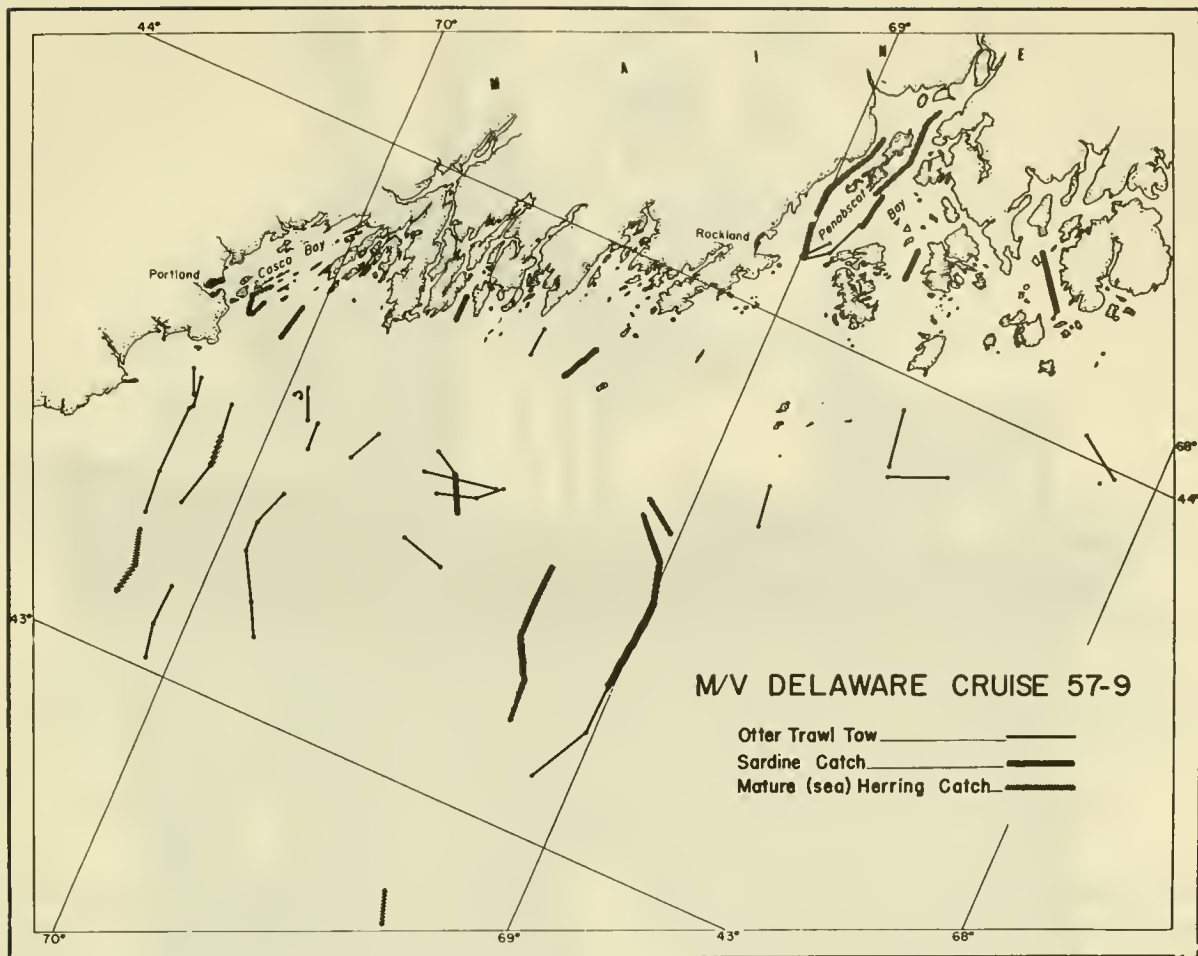 44° 70° 69°
M A I N E
Rockland
Penobscot Bay
Casco Bay
Portland
68°
44°
43°
M/V DELAWARE CRUISE 57-9
Otter Trawl Tow
Sardine Catch
Mature (sea) Herring Catch
70° 69° 43° 68°